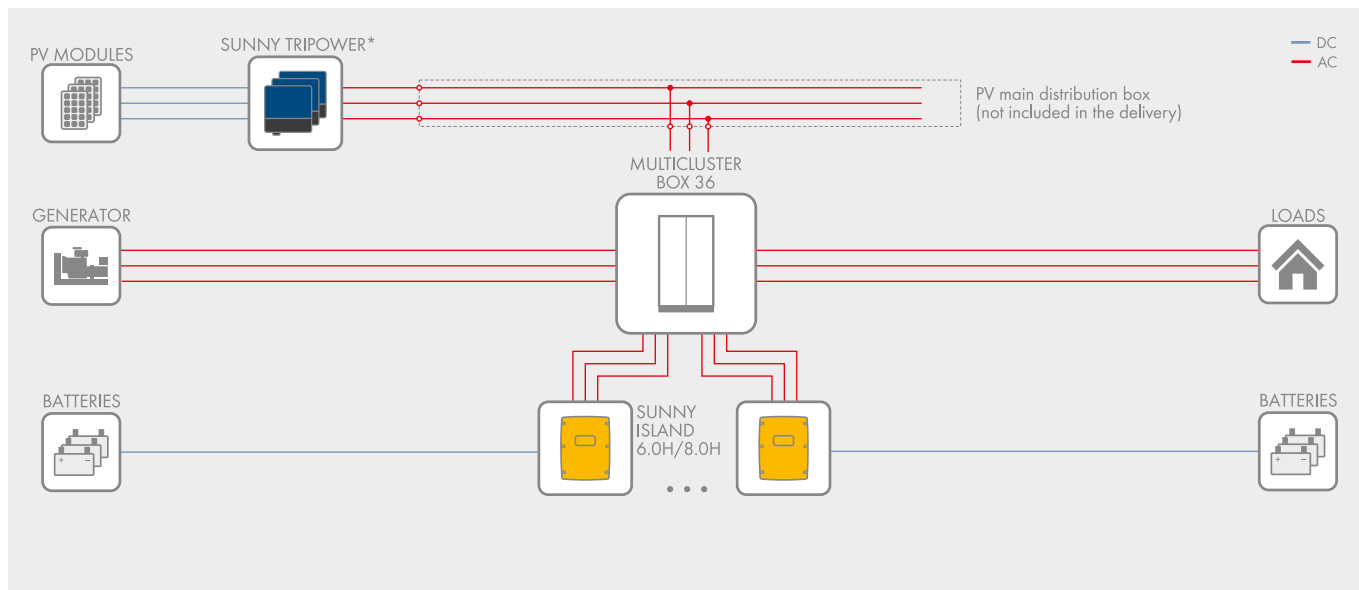 SUNNY TRIPOWER*
PV MODULES
DC
AC
PV main distribution box
(not included in the delivery)
MULTICLUSTER
BOX 36
GENERATOR
LOADS
BATTERIES
SUNNY
ISLAND
6.0H/8.0H
BATTERIES
+ −
+ −